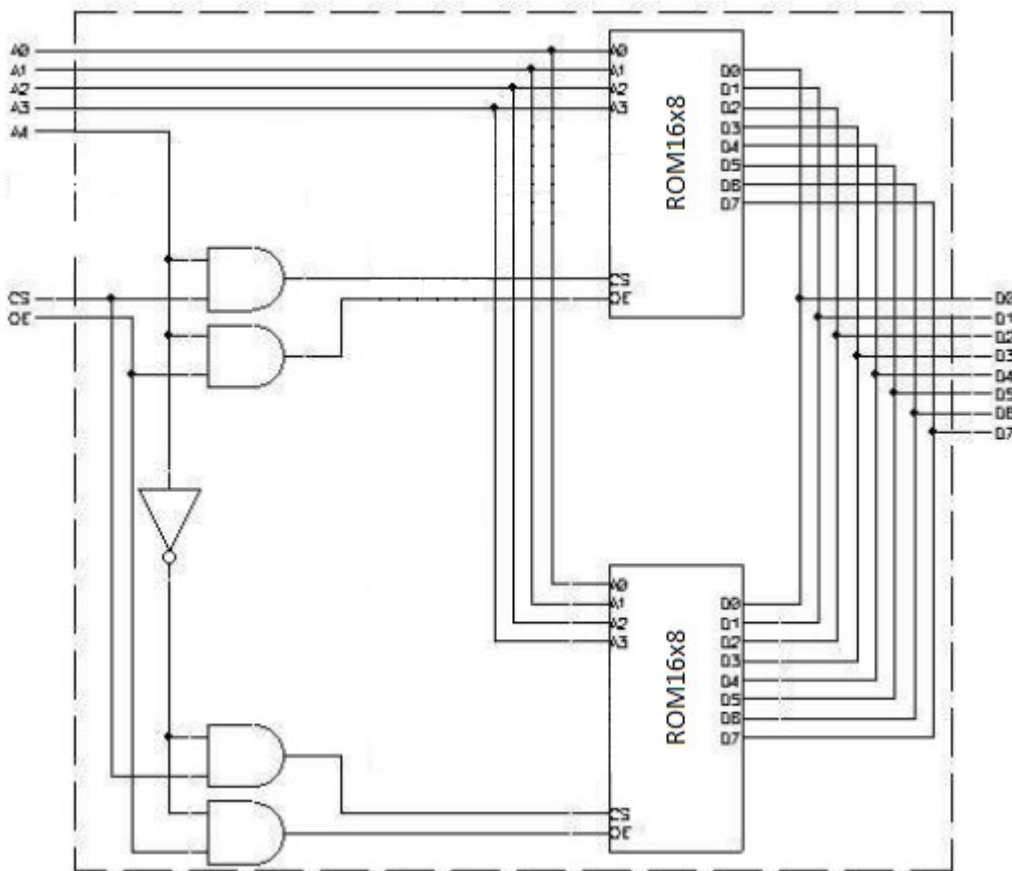 A0
A1
A2
A3
A4
CS
OE
A0
A1
A2
A3
ROM16x8
D0
D1
D2
D3
D4
D5
D6
D7
CS
OE
D0
D1
D2
D3
D4
D5
D6
D7
A0
A1
A2
A3
ROM16x8
D0
D1
D2
D3
D4
D5
D6
D7
CS
OE